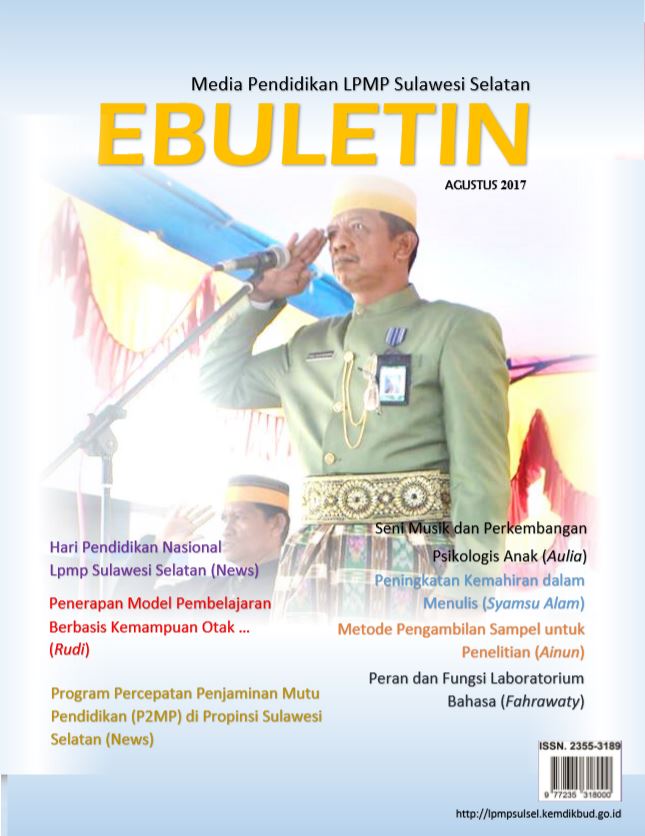 Media Pendidikan LPMP Sulawesi Selatan
EBULETIN
AGUSTUS 2017
Hari Pendidikan Nasional
Lpmp Sulawesi Selatan (News)
Penerapan Model Pembelajaran
Berbasis Kemampuan Otak ...
(Rudi)
Program Percepatan Penjaminan Mutu
Pendidikan (P2MP) di Propinsi Sulawesi
Selatan (News)
Seni Musik dan Perkembangan
Psikologis Anak (Aulia)
Peningkatan Kemahiran dalam
Menulis (Syamsu Alam)
Metode Pengambilan Sampel untuk
Penelitian (Ainun)
Peran dan Fungsi Laboratorium
Bahasa (Fahrawaty)
ISSN. 2355-3189
9 772355 318000
http://lpmpsulsel.kemdikbud.go.id